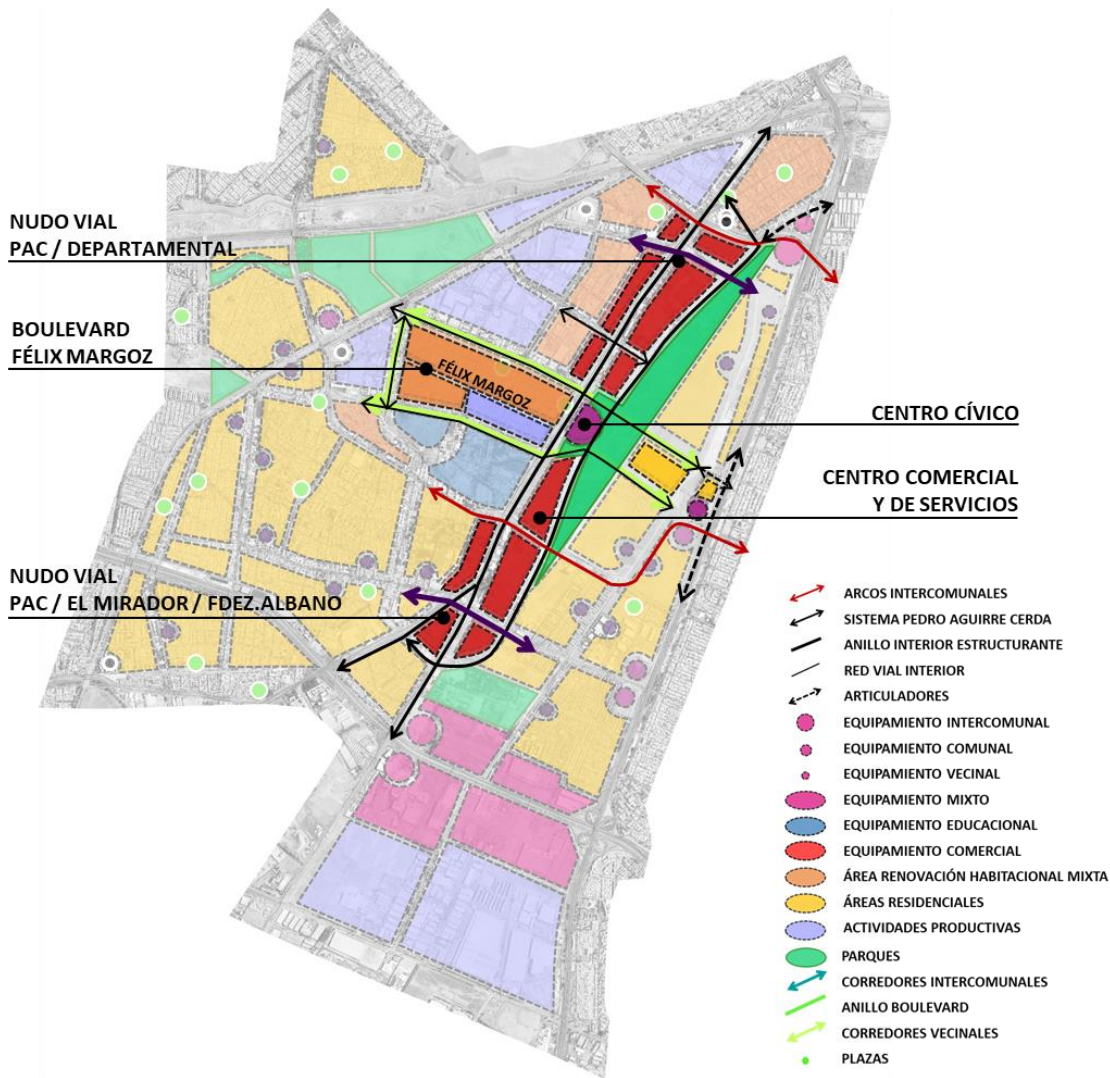 NUDO VIAL
PAC / DEPARTAMENTAL
BOULEVARD
FÉLIX MARGOZ
FÉLIX MARGOZ
CENTRO CÍVICO
CENTRO COMERCIAL
Y DE SERVICIOS
NUDO VIAL
PAC / EL MIRADOR / FDEZ.ALBANO
ARCOS INTERCOMUNALES
SISTEMA PEDRO AGUIRRE CERDA
ANILLO INTERIOR ESTRUCTURANTE
RED VIAL INTERIOR
ARTICULADORES
EQUIPAMIENTO INTERCOMUNAL
EQUIPAMIENTO COMUNAL
EQUIPAMIENTO VECINAL
EQUIPAMIENTO MIXTO
EQUIPAMIENTO EDUCACIONAL
EQUIPAMIENTO COMERCIAL
ÁREA RENOVACIÓN HABITACIONAL MIXTA
ÁREAS RESIDENCIALES
ACTIVIDADES PRODUCTIVAS
PARQUES
CORREDORES INTERCOMUNALES
ANILLO BOULEVARD
CORREDORES VECINALES
PLAZAS